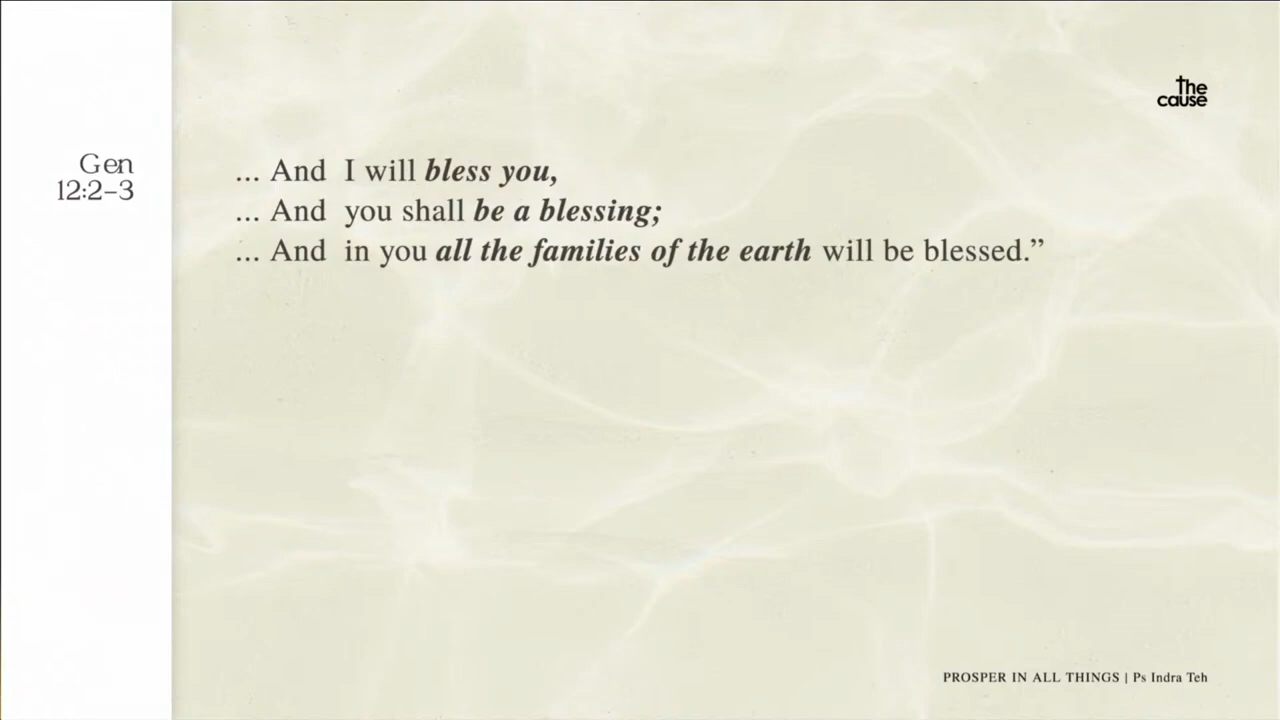 the
cause
Gen
12:2–3
... And I will bless you,
... And you shall be a blessing;
... And in you all the families of the earth will be blessed.”
PROSPER IN ALL THINGS | Ps Indra Teh